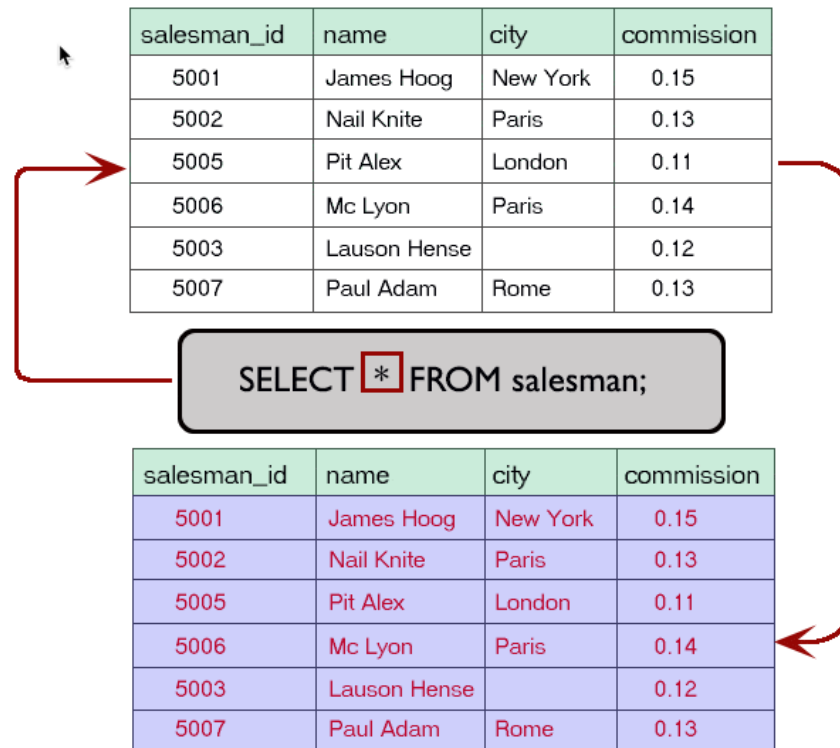 salesman_id name city commission
5001 James Hoog New York 0.15
5002 Nail Knite Paris 0.13
5005 Pit Alex London 0.11
5006 Mc Lyon Paris 0.14
5003 Lauson Hense 0.12
5007 Paul Adam Rome 0.13
SELECT * FROM salesman;
salesman_id name city commission
5001 James Hoog New York 0.15
5002 Nail Knite Paris 0.13
5005 Pit Alex London 0.11
5006 Mc Lyon Paris 0.14
5003 Lauson Hense 0.12
5007 Paul Adam Rome 0.13